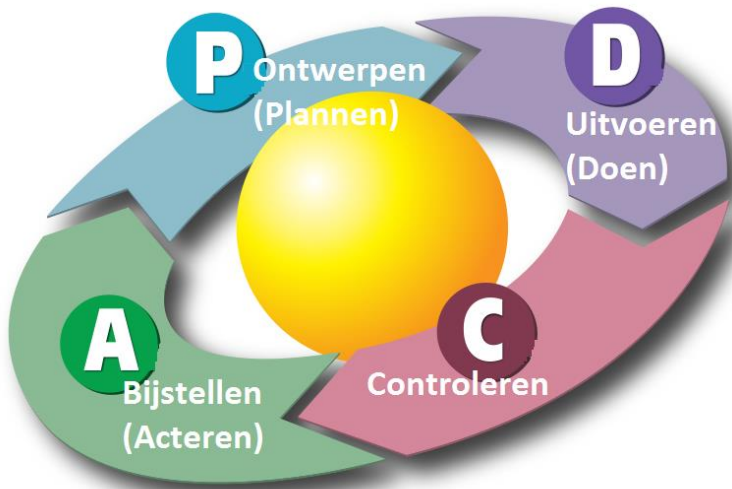 P
Ontwerpen
(Plannen)
D
Uitvoeren
(Doen)
C
Controleren
A
Bijstellen
(Acteren)